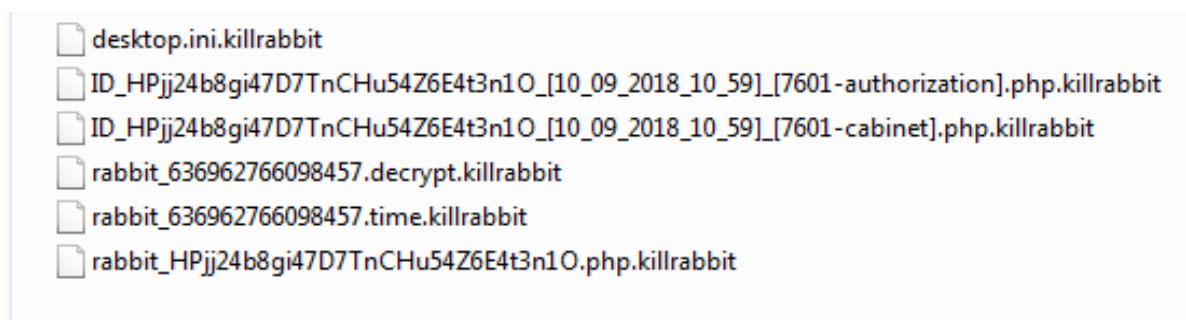 desktop.ini.killrabbit
ID_HPjj24b8gi47D7TnCHu54Z6E4t3n1O_[10_09_2018_10_59]_[7601-authorization].php.killrabbit
ID_HPjj24b8gi47D7TnCHu54Z6E4t3n1O_[10_09_2018_10_59]_[7601-cabinet].php.killrabbit
rabbit_636962766098457.decrypt.killrabbit
rabbit_636962766098457.time.killrabbit
rabbit_HPjj24b8gi47D7TnCHu54Z6E4t3n1O.php.killrabbit